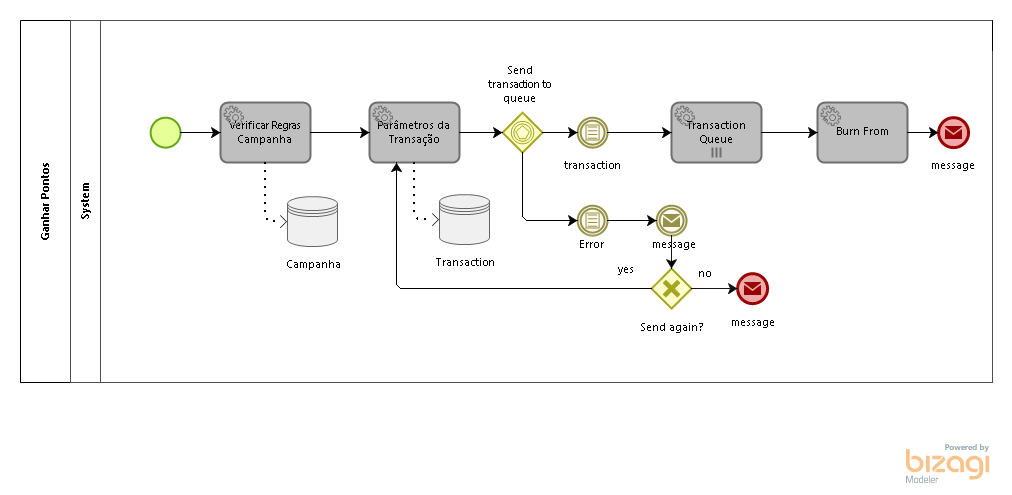 Ganhar Pontos
System
Send
transaction to
queue
Verificar Regras
Campanha
Parâmetros da
Transação
Transaction
Queue
Burn From
transaction
message
Error
message
Campanha
Transaction
yes
no
Send again?
message
Powered by
bizagi
Modeler